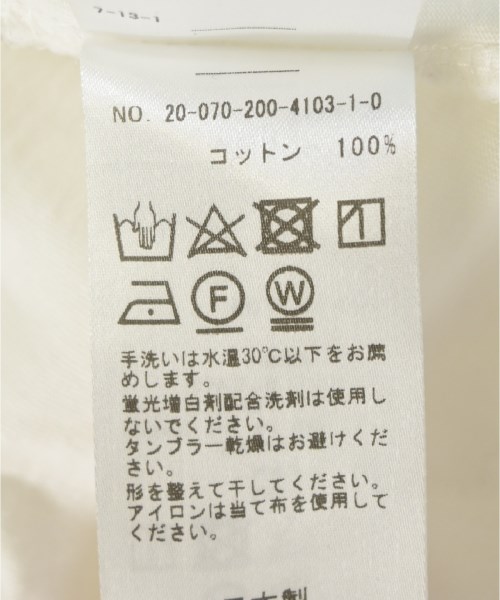 7-13-1
NO. 20-070-200-4103-1-0
コットン 100%
F W
手洗いは水温30℃以下をお薦
めします。
蛍光増白剤配合洗剤は使用し
ないでください。
タンブラー乾燥はお避けくだ
さい。
形を整えて干してください。
アイロンは当て布を使用して
ください。